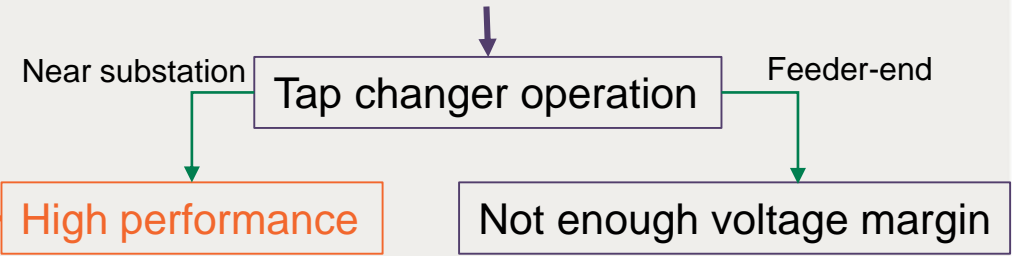 Near substation
Tap changer operation
Feeder-end
High performance
Not enough voltage margin